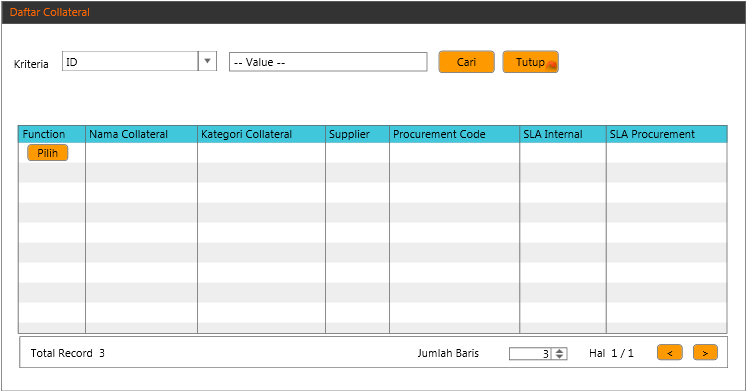 Daftar Collateral
Kriteria ID -- Value -- Cari Tutup
Function Nama Collateral Kategori Collateral Supplier Procurement Code SLA Internal SLA Procurement
Pilih
Total Record 3 Jumlah Baris 3 Hal 1 / 1 < >